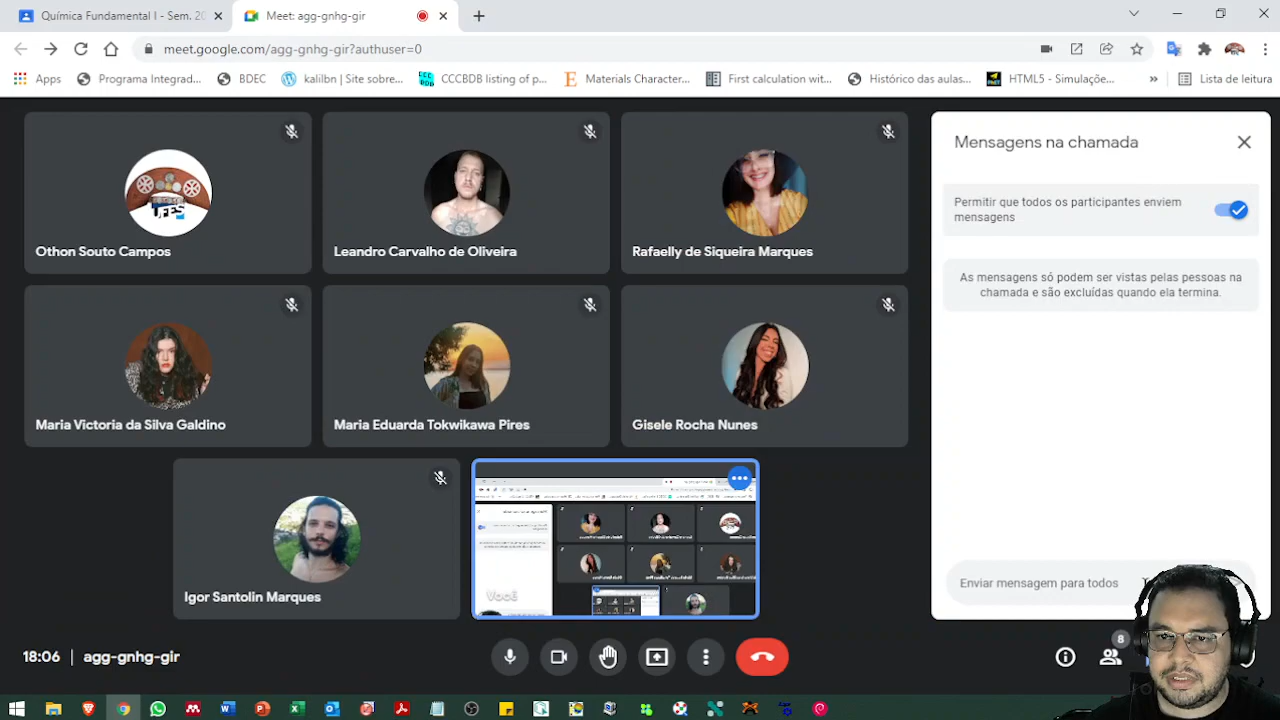 Química Fundamental I - Sem. 20
Meet: agg-gnhg-gir
meet.google.com/agg-gnhg-gir?authuser=0
Apps
Programa Integrad...
BDEC
kalilbn | Site sobre...
CCCBDB listing of p...
Materials Character...
First calculation wit...
Histórico das aulas...
HTML5 - Simulaçõe...
»
Lista de leitura
Othon Souto Campos
Leandro Carvalho de Oliveira
Rafaelly de Siqueira Marques
Maria Victoria da Silva Galdino
Maria Eduarda Tokwikawa Pires
Gisele Rocha Nunes
Igor Santolin Marques
Você
Mensagens na chamada
Permitir que todos os participantes enviem
mensagens
As mensagens só podem ser vistas pelas pessoas na
chamada e são excluídas quando ela termina.
Enviar mensagem para todos
18:06 | agg-gnhg-gir
8